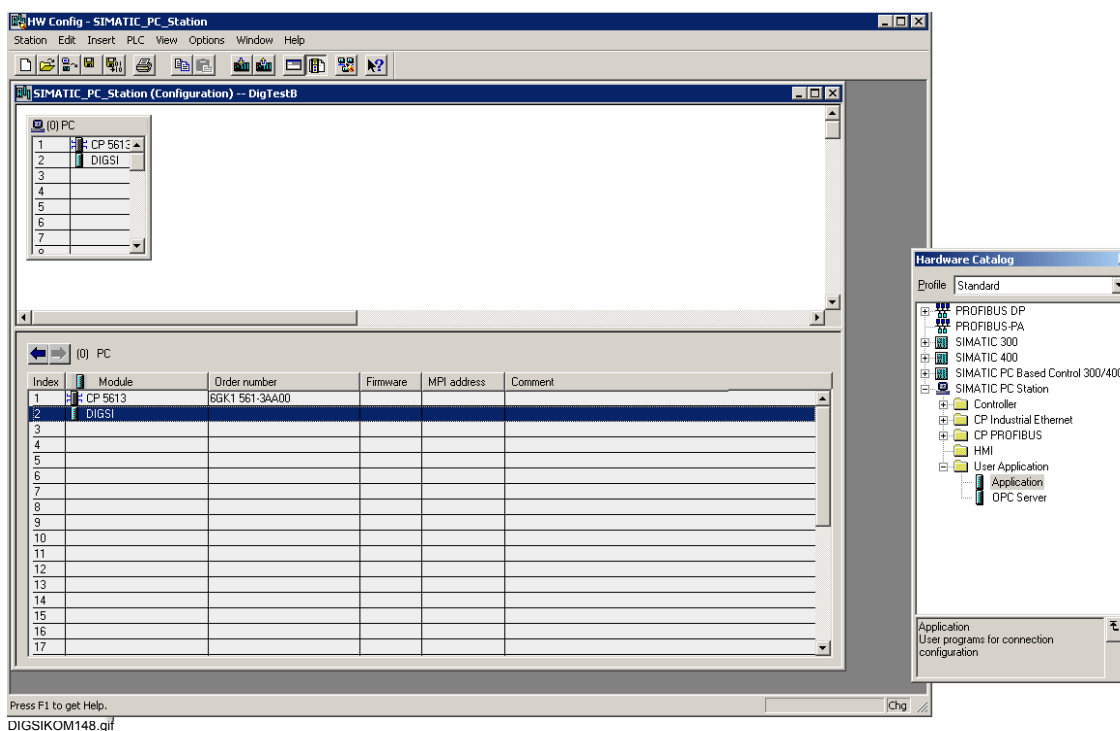 HW Config - SIMATIC_PC_Station
Station Edit Insert PLC View Options Window Help
SIMATIC_PC_Station (Configuration) -- DigTestB
(0) PC
1 CP 5613
2 DIGSI
3
4
5
6
7
(0) PC
Index Module Order number Firmware MPI address Comment
1 CP 5613 6GK1 561-3AA00
2 DIGSI
3
4
5
6
7
8
9
10
11
12
13
14
15
16
17
Hardware Catalog
Profile Standard
PROFIBUS DP
PROFIBUS-PA
SIMATIC 300
SIMATIC 400
SIMATIC PC Based Control 300/400
SIMATIC PC Station
Controller
CP Industrial Ethernet
CP PROFIBUS
HMI
User Application
Application
OPC Server
Application
User programs for connection
configuration
Press F1 to get Help.
Chg
DIGSIKOM148.gif